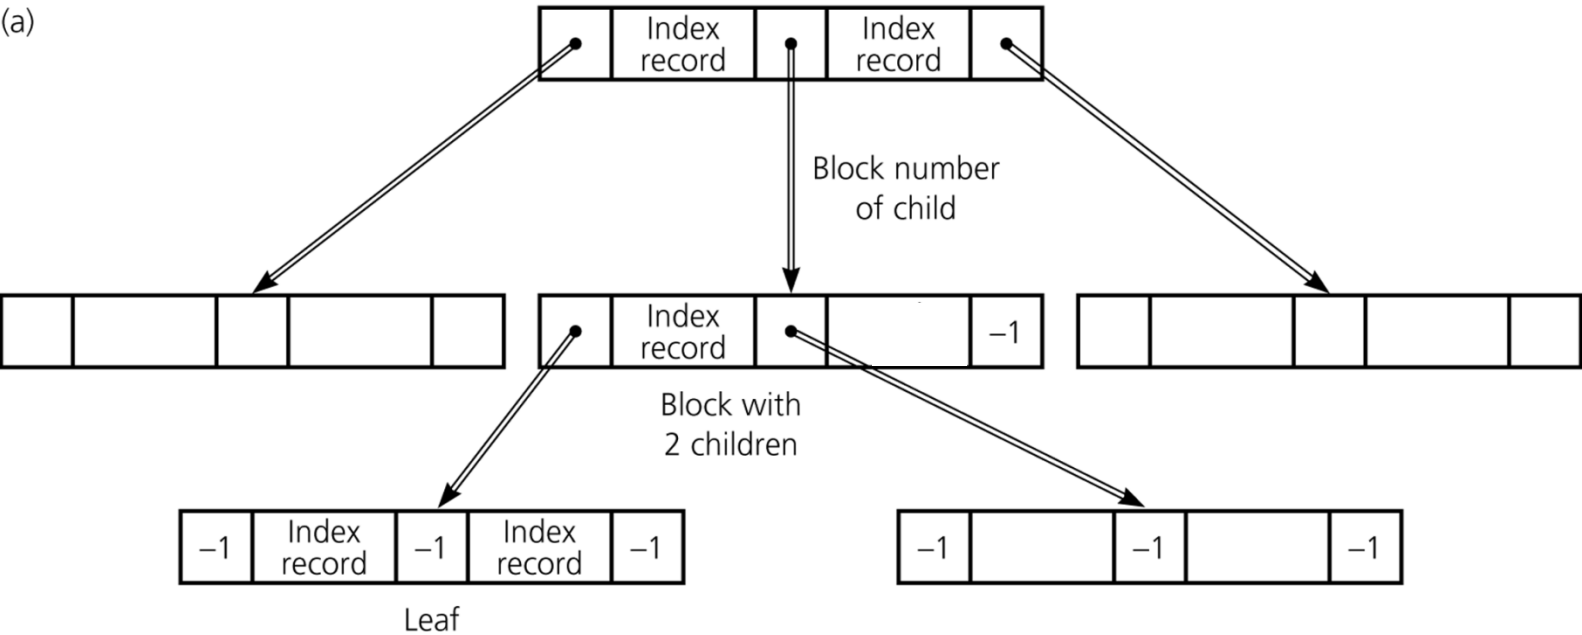 (a)
Index
record
Index
record
Block number
of child
Index
record
–1
Block with
2 children
–1
Index
record
–1
Index
record
–1
–1
–1
–1
Leaf